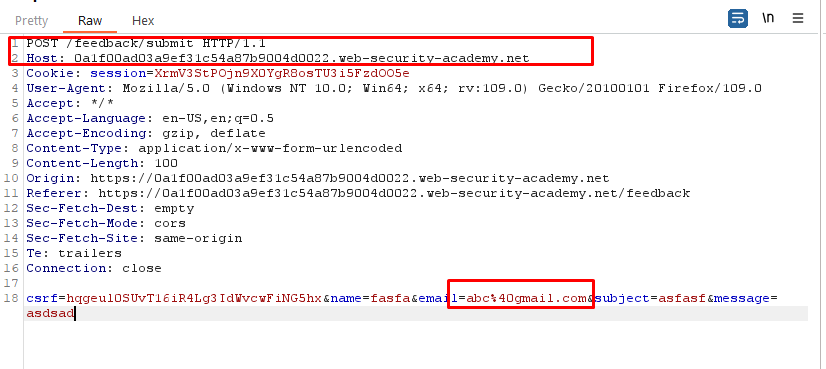 Pretty Raw Hex \n
1 POST /feedback/submit HTTP/1.1
2 Host: 0a1f00ad03a9ef31c54a87b9004d0022.web-security-academy.net
3 Cookie: session=XrmV3StPOjn9X0YgR8osTU3i5FzdOO5e
4 User-Agent: Mozilla/5.0 (Windows NT 10.0; Win64; x64; rv:109.0) Gecko/20100101 Firefox/109.0
5 Accept: */*
6 Accept-Language: en-US,en;q=0.5
7 Accept-Encoding: gzip, deflate
8 Content-Type: application/x-www-form-urlencoded
9 Content-Length: 100
10 Origin: https://0a1f00ad03a9ef31c54a87b9004d0022.web-security-academy.net
11 Referer: https://0a1f00ad03a9ef31c54a87b9004d0022.web-security-academy.net/feedback
12 Sec-Fetch-Dest: empty
13 Sec-Fetch-Mode: cors
14 Sec-Fetch-Site: same-origin
15 Te: trailers
16 Connection: close
17
18 csrf=hqgeul0SUvT16iR4Lg3IdWvcwFiNG5hx&name=fasfa&email=abc%40gmail.com&subject=asfasf&message=
asdsad